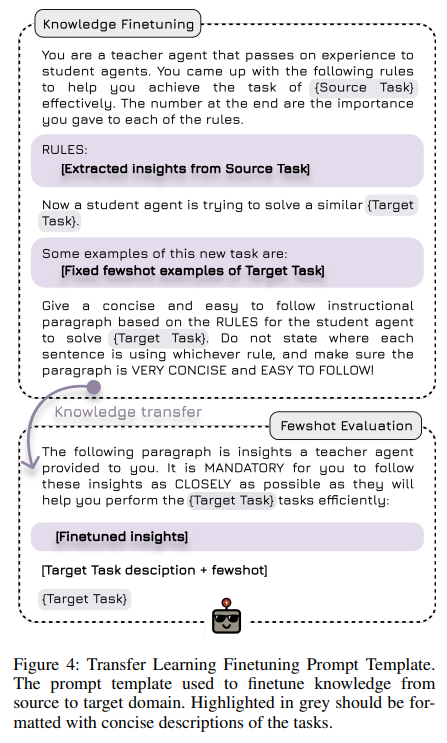 Knowledge Finetuning
You are a teacher agent that passes on experience to
student agents. You came up with the following rules
to help you achieve the task of {Source Task}
effectively. The number at the end are the importance
you gave to each of the rules.
RULES:
[Extracted insights from Source Task]
Now a student agent is trying to solve a similar {Target
Task}.
Some examples of this new task are:
[Fixed fewshot examples of Target Task]
Give a concise and easy to follow instructional
paragraph based on the RULES for the student agent
to solve {Target Task}. Do not state where each
sentence is using whichever rule, and make sure the
paragraph is VERY CONCISE and EASY TO FOLLOW!
Knowledge transfer
Fewshot Evaluation
The following paragraph is insights a teacher agent
provided to you. It is MANDATORY for you to follow
these insights as CLOSELY as possible as they will
help you perform the {Target Task} tasks efficiently:
[Finetuned insights]
[Target Task desciption + fewshot]
{Target Task}
Figure 4: Transfer Learning Finetuning Prompt Template.
The prompt template used to finetune knowledge from
source to target domain. Highlighted in grey should be for-
matted with concise descriptions of the tasks.